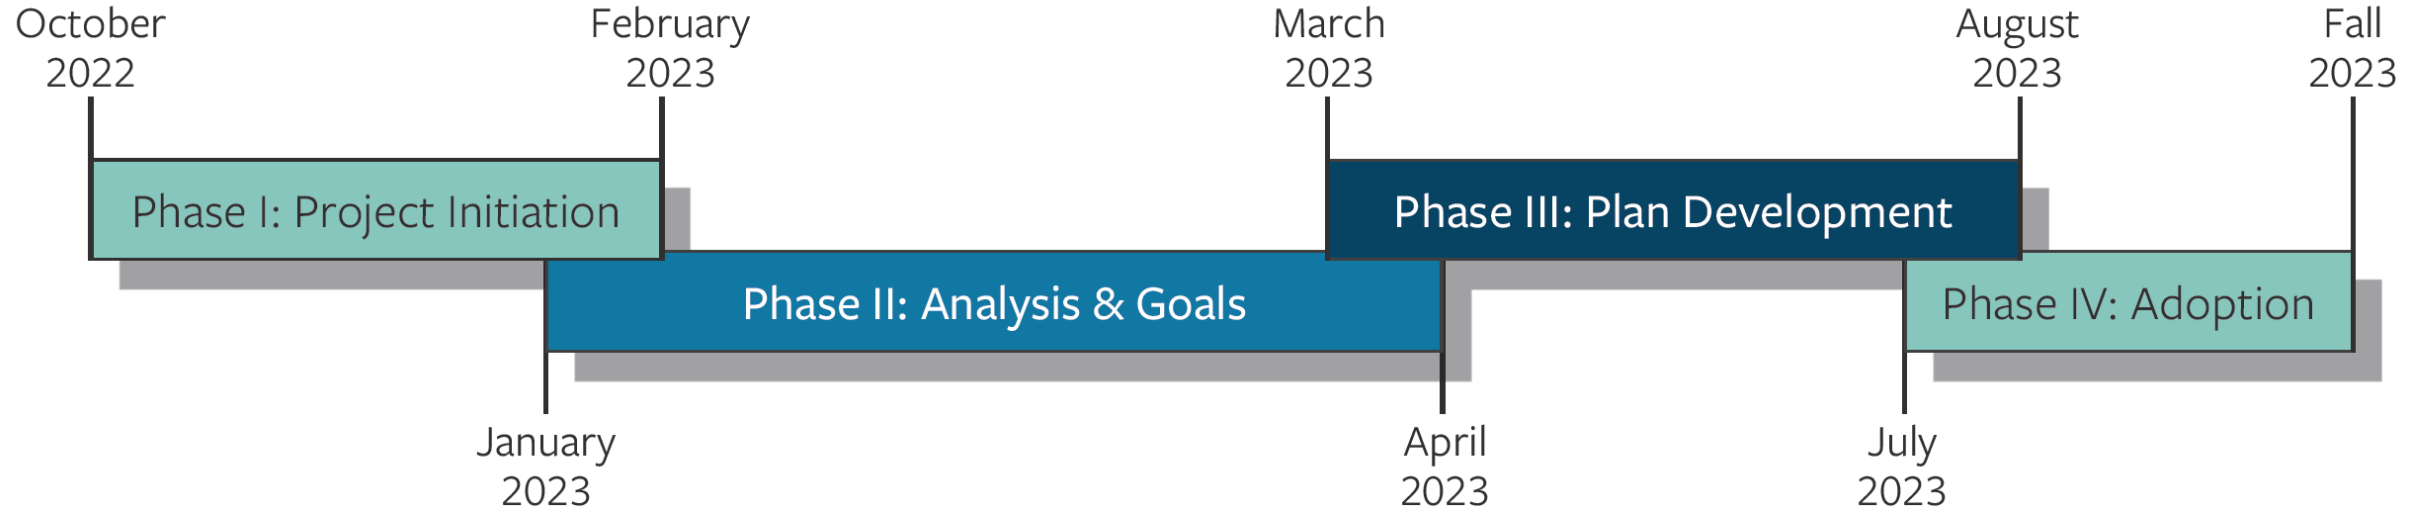 October
2022
February
2023
March
2023
August
2023
Fall
2023
Phase I: Project Initiation
Phase III: Plan Development
Phase II: Analysis & Goals
Phase IV: Adoption
January
2023
April
2023
July
2023